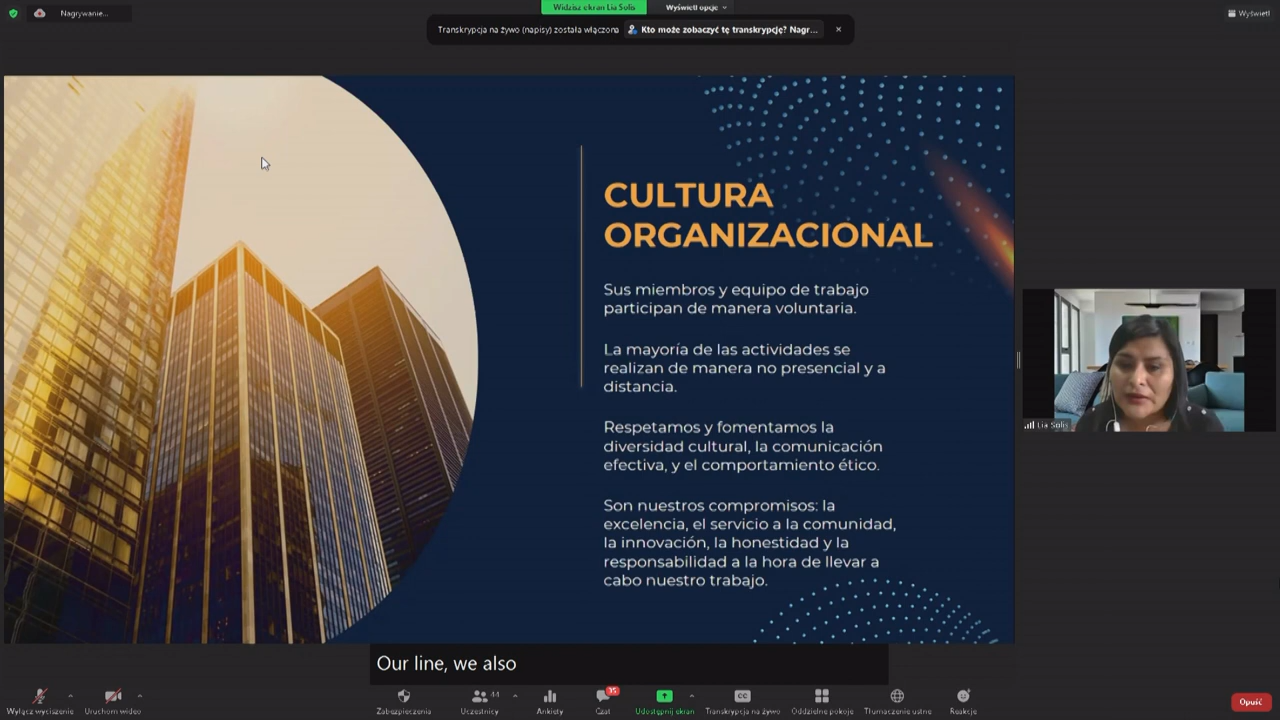 Nagrywanie...
Widzisz ekran Lia Solis
Wyświetl opcje
Wyświetl
Transkrypcja na żywo (napisy) została włączona
Kto może zobaczyć tę transkrypcję? Nagr...
CULTURA
ORGANIZACIONAL
Sus miembros y equipo de trabajo
participan de manera voluntaria.
La mayoría de las actividades se
realizan de manera no presencial y a
distancia.
Respetamos y fomentamos la
diversidad cultural, la comunicación
efectiva, y el comportamiento ético.
Son nuestros compromisos: la
excelencia, el servicio a la comunidad,
la innovación, la honestidad y la
responsabilidad a la hora de llevar a
cabo nuestro trabajo.
Lia Solis
Our line, we also
Wyłącz wyciszenie
Uruchom wideo
Zabezpieczenia
44
Uczestnicy
Ankiety
35
Czat
Udostępnij ekran
CC
Transkrypcja na żywo
Oddzielne pokoje
Tłumaczenie ustne
Reakcje
Opuść